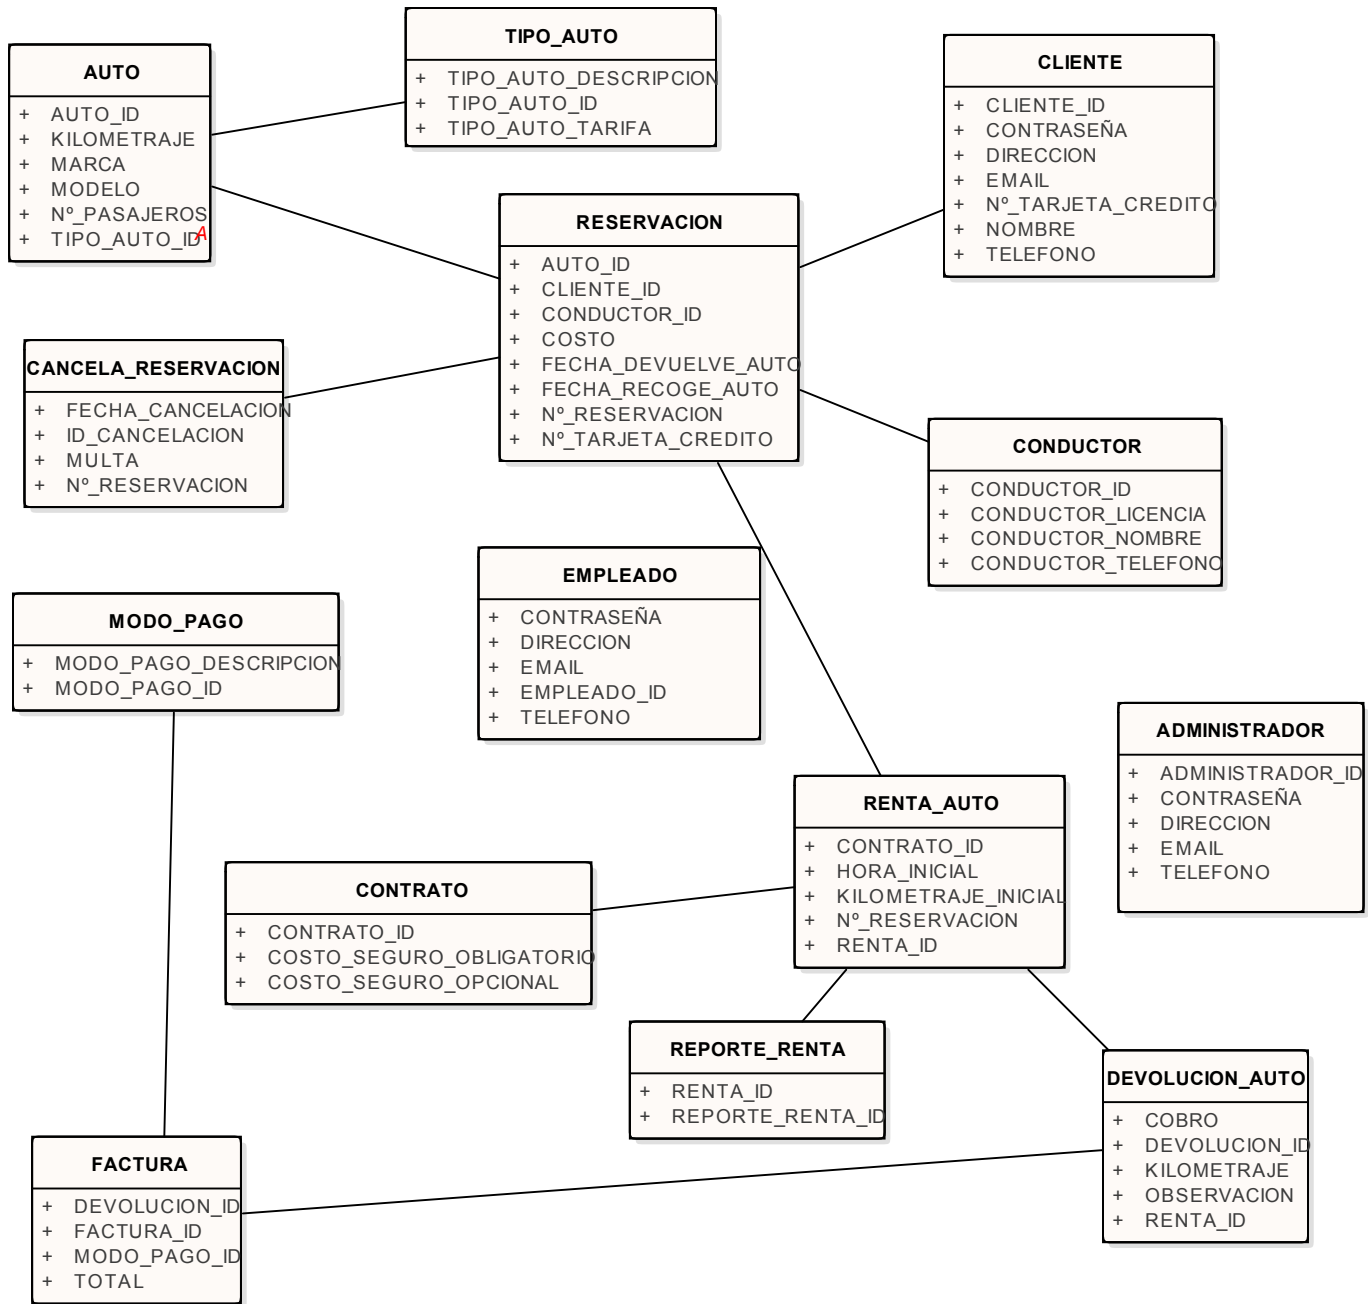 TIPO_AUTO
+ TIPO_AUTO_DESCRIPCION
+ TIPO_AUTO_ID
+ TIPO_AUTO_TARIFA
AUTO
+ AUTO_ID
+ KILOMETRAJE
+ MARCA
+ MODELO
+ Nº_PASAJEROS
+ TIPO_AUTO_ID
A
CLIENTE
+ CLIENTE_ID
+ CONTRASEÑA
+ DIRECCION
+ EMAIL
+ Nº_TARJETA_CREDITO
+ NOMBRE
+ TELEFONO
RESERVACION
+ AUTO_ID
+ CLIENTE_ID
+ CONDUCTOR_ID
+ COSTO
+ FECHA_DEVUELVE_AUTO
+ FECHA_RECOGE_AUTO
+ Nº_RESERVACION
+ Nº_TARJETA_CREDITO
CANCELA_RESERVACION
+ FECHA_CANCELACION
+ ID_CANCELACION
+ MULTA
+ Nº_RESERVACION
CONDUCTOR
+ CONDUCTOR_ID
+ CONDUCTOR_LICENCIA
+ CONDUCTOR_NOMBRE
+ CONDUCTOR_TELEFONO
EMPLEADO
+ CONTRASEÑA
+ DIRECCION
+ EMAIL
+ EMPLEADO_ID
+ TELEFONO
MODO_PAGO
+ MODO_PAGO_DESCRIPCION
+ MODO_PAGO_ID
ADMINISTRADOR
+ ADMINISTRADOR_ID
+ CONTRASEÑA
+ DIRECCION
+ EMAIL
+ TELEFONO
RENTA_AUTO
+ CONTRATO_ID
+ HORA_INICIAL
+ KILOMETRAJE_INICIAL
+ Nº_RESERVACION
+ RENTA_ID
CONTRATO
+ CONTRATO_ID
+ COSTO_SEGURO_OBLIGATORIO
+ COSTO_SEGURO_OPCIONAL
REPORTE_RENTA
+ RENTA_ID
+ REPORTE_RENTA_ID
DEVOLUCION_AUTO
+ COBRO
+ DEVOLUCION_ID
+ KILOMETRAJE
+ OBSERVACION
+ RENTA_ID
FACTURA
+ DEVOLUCION_ID
+ FACTURA_ID
+ MODO_PAGO_ID
+ TOTAL